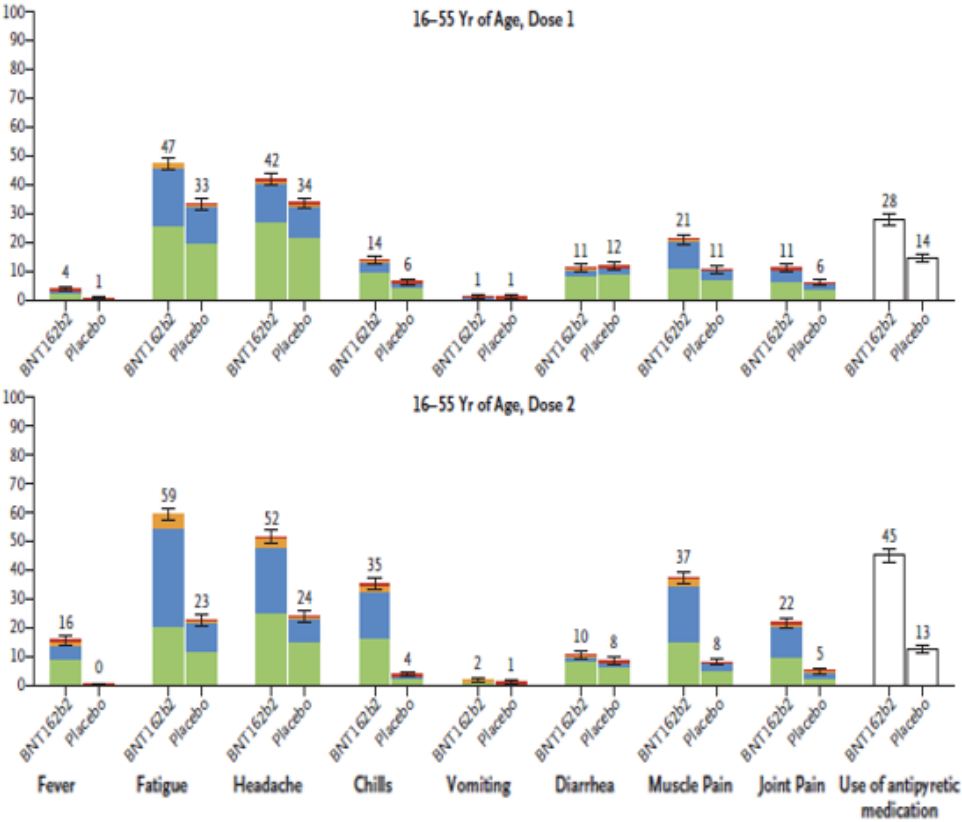 16–55 Yr of Age, Dose 1
100
90
80
70
60
50
40
30
20
10
0
4 1 47 33 42 34 14 6 1 1 11 12 21 11 11 6 28 14
BNT162b2 Placebo BNT162b2 Placebo BNT162b2 Placebo BNT162b2 Placebo BNT162b2 Placebo BNT162b2 Placebo BNT162b2 Placebo BNT162b2 Placebo BNT162b2 Placebo
16–55 Yr of Age, Dose 2
100
90
80
70
60
50
40
30
20
10
0
16 0 59 23 52 24 35 4 2 1 10 8 37 8 22 5 45 13
BNT162b2 Placebo BNT162b2 Placebo BNT162b2 Placebo BNT162b2 Placebo BNT162b2 Placebo BNT162b2 Placebo BNT162b2 Placebo BNT162b2 Placebo BNT162b2 Placebo
Fever Fatigue Headache Chills Vomiting Diarrhea Muscle Pain Joint Pain Use of antipyretic
medication